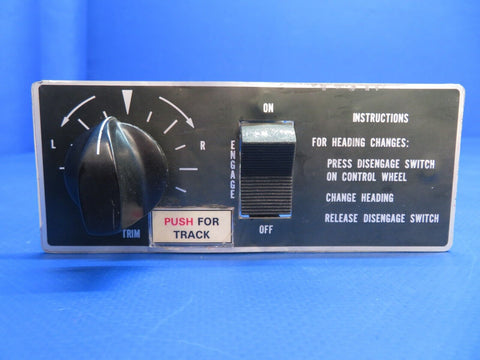 L
R
TRIM
PUSH FOR
TRACK
ON
ENGAGE
OFF
INSTRUCTIONS
FOR HEADING CHANGES:
PRESS DISENGAGE SWITCH
ON CONTROL WHEEL
CHANGE HEADING
RELEASE DISENGAGE SWITCH